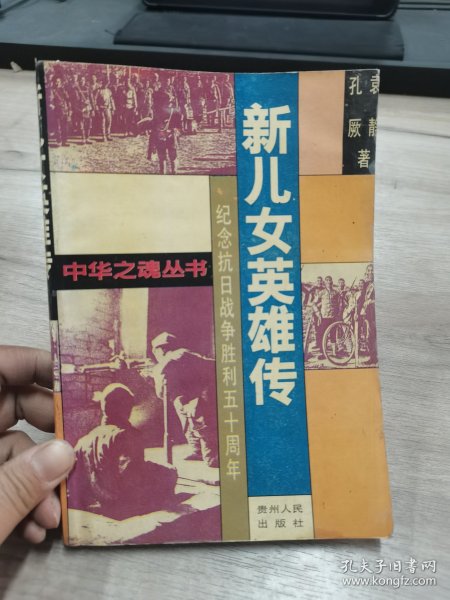 袁静
孔厥
著
新儿女英雄传
纪念抗日战争胜利五十周年
中华之魂丛书
贵州人民
出版社
孔夫子旧书网
www.kongfz.com